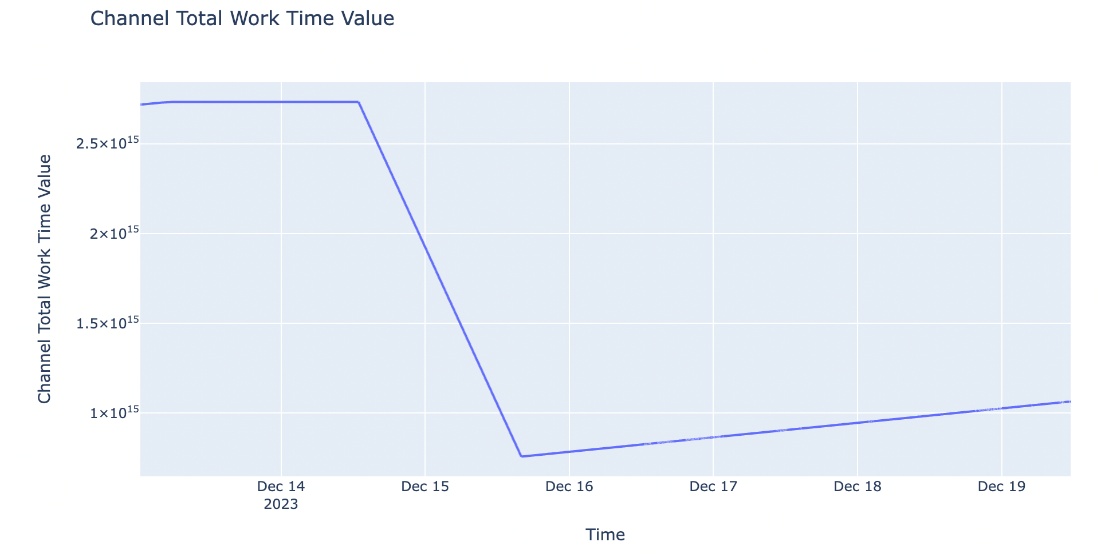 Channel Total Work Time Value
Channel Total Work Time Value
2.5×10¹⁵
2×10¹⁵
1.5×10¹⁵
1×10¹⁵
Dec 14
2023
Dec 15
Dec 16
Dec 17
Dec 18
Dec 19
Time